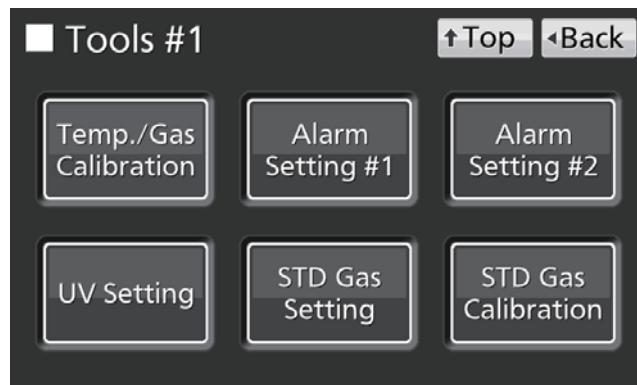 Tools #1
↑Top
◂Back
Temp./Gas
Calibration
Alarm
Setting #1
Alarm
Setting #2
UV Setting
STD Gas
Setting
STD Gas
Calibration